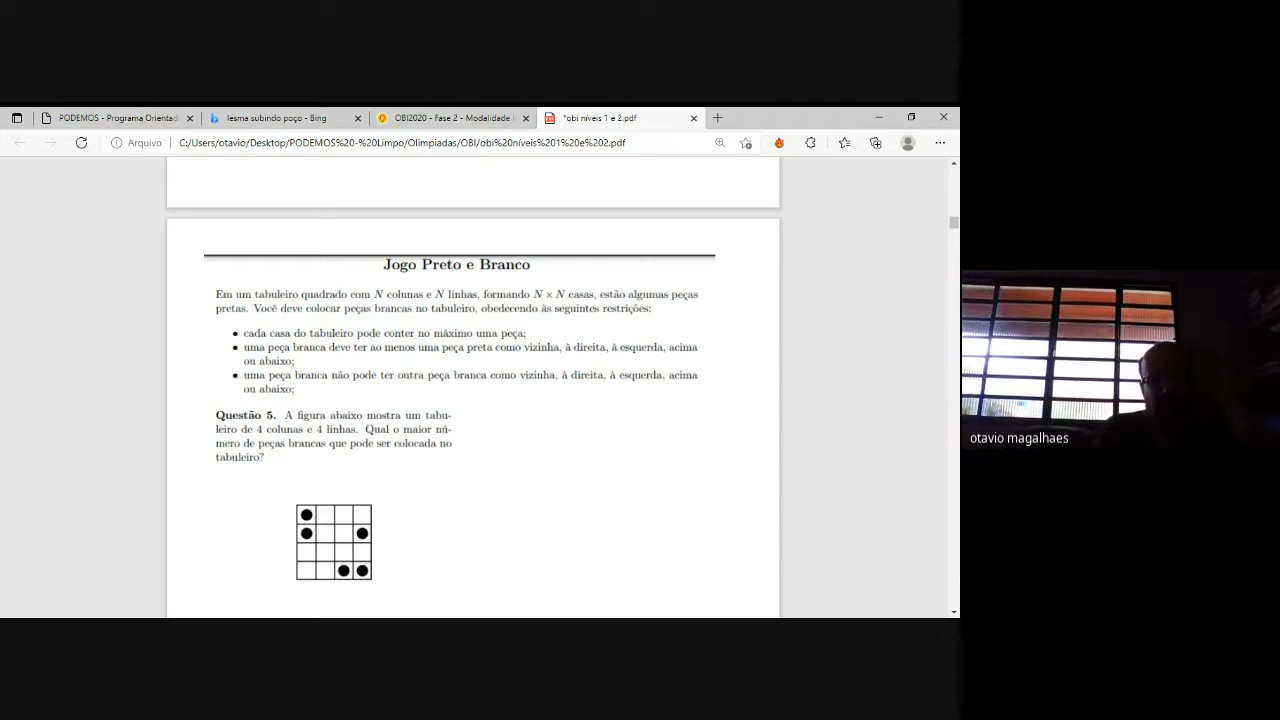 PODEMOS - Programa Orientad
lesma subindo poço - Bing
OBI2020 - Fase 2 - Modalidade I
*obi níveis 1 e 2.pdf
Arquivo
C:/Users/otavio/Desktop/PODEMOS%20-%20Limpo/Olimpiadas/OBI/obi%20níveis%201%20e%202.pdf
Jogo Preto e Branco
Em um tabuleiro quadrado com N colunas e N linhas, formando N × N casas, estão algumas peças
pretas. Você deve colocar peças brancas no tabuleiro, obedecendo às seguintes restrições:
• cada casa do tabuleiro pode conter no máximo uma peça;
• uma peça branca deve ter ao menos uma peça preta como vizinha, à direita, à esquerda, acima
ou abaixo;
• uma peça branca não pode ter outra peça branca como vizinha, à direita, à esquerda, acima
ou abaixo;
Questão 5. A figura abaixo mostra um tabu-
leiro de 4 colunas e 4 linhas. Qual o maior nú-
mero de peças brancas que pode ser colocada no
tabuleiro?
otavio magalhaes